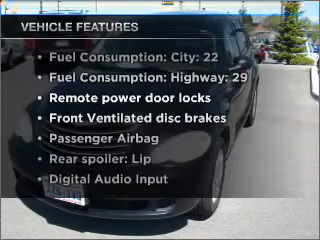 VEHICLE FEATURES
• Fuel Consumption: City: 22
• Fuel Consumption: Highway: 29
• Remote power door locks
• Front Ventilated disc brakes
• Passenger Airbag
• Rear spoiler: Lip
• Digital Audio Input